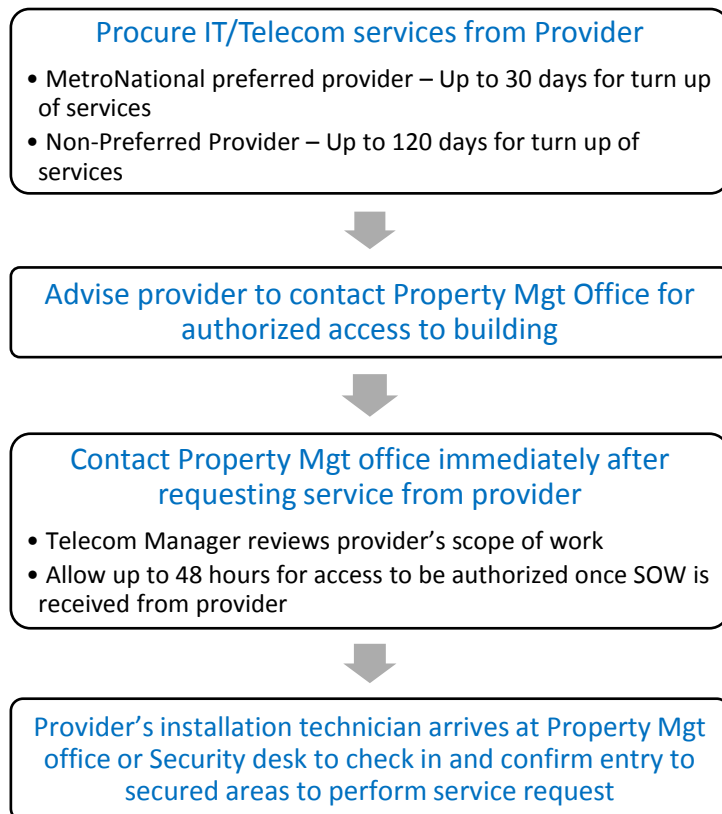 Procure IT/Telecom services from Provider
• MetroNational preferred provider – Up to 30 days for turn up
of services
• Non-Preferred Provider – Up to 120 days for turn up of
services
Advise provider to contact Property Mgt Office for
authorized access to building
Contact Property Mgt office immediately after
requesting service from provider
• Telecom Manager reviews provider’s scope of work
• Allow up to 48 hours for access to be authorized once SOW is
received from provider
Provider’s installation technician arrives at Property Mgt
office or Security desk to check in and confirm entry to
secured areas to perform service request